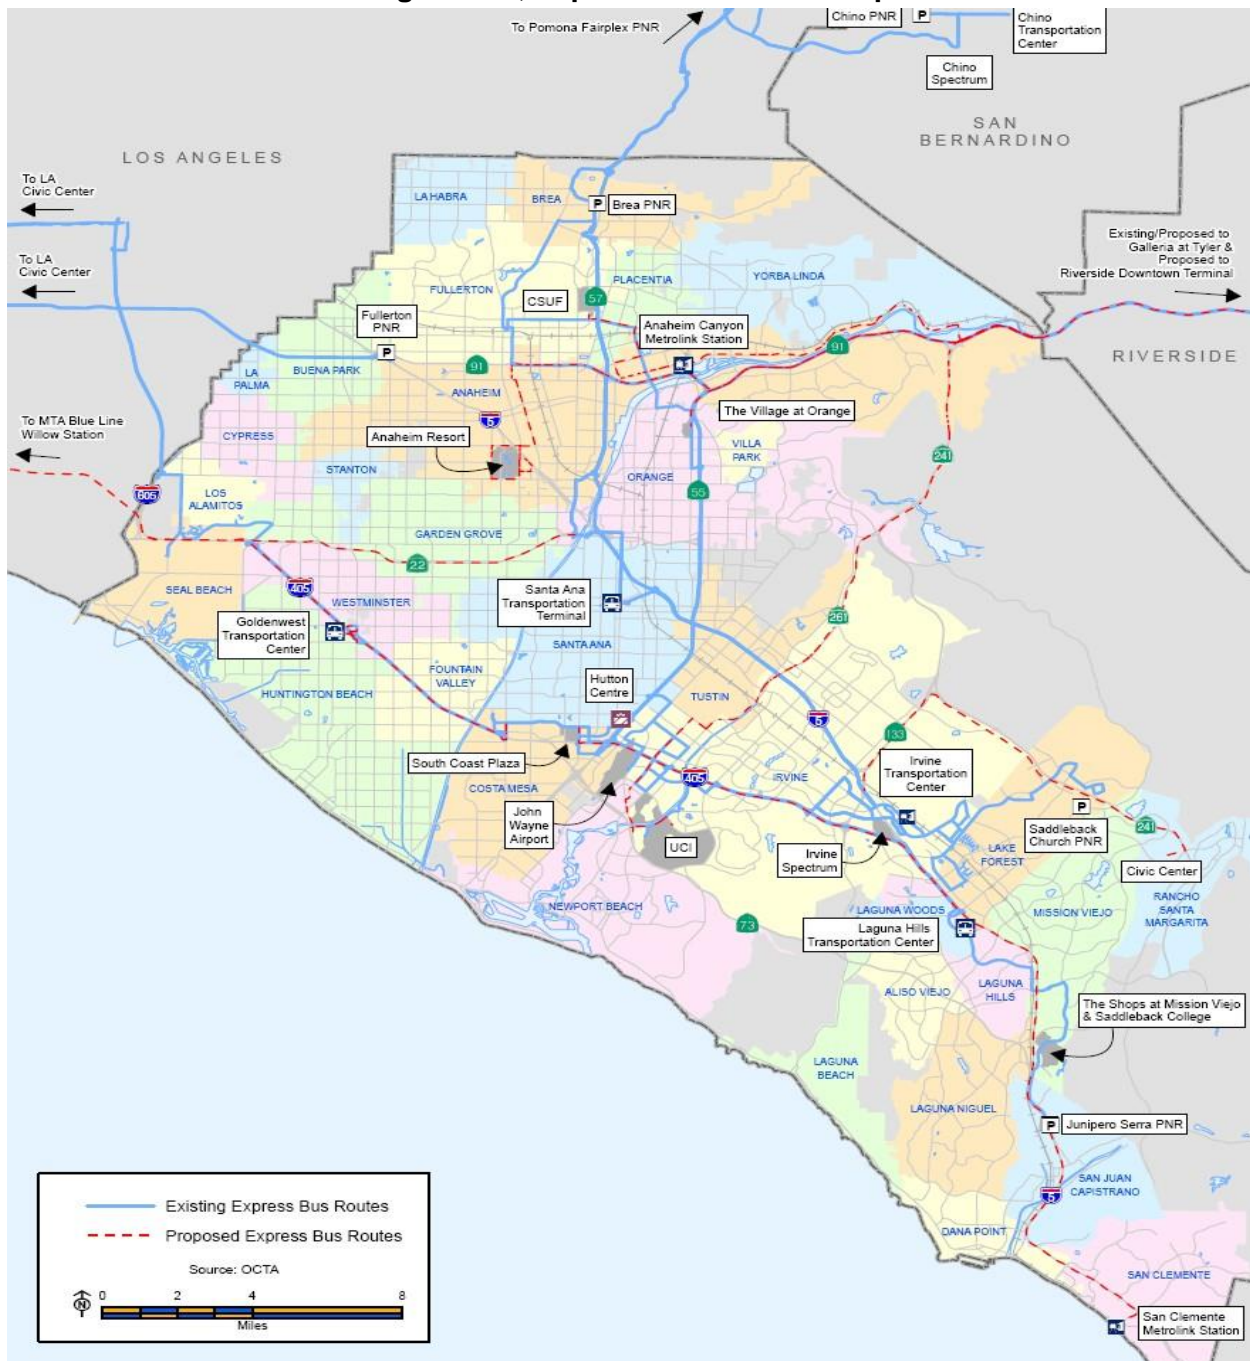 To Pomona Fairplex PNR
Chino PNR
P
Chino
Transportation
Center
Chino
Spectrum
SAN
BERNARDINO
LOS ANGELES
To LA
Civic Center
LA HABRA
BREA
P
Brea PNR
To LA
Civic Center
Existing/Proposed to
Galleria at Tyler &
Proposed to
Riverside Downtown Terminal
PLACENTIA
YORBA LINDA
FULLERTON
CSUF
57
Fullerton
PNR
P
Anaheim Canyon
Metrolink Station
91
RIVERSIDE
91
LA
PALMA
BUENA PARK
ANAHEIM
5
The Village at Orange
To MTA Blue Line
Willow Station
CYPRESS
Anaheim Resort
VILLA
PARK
241
STANTON
ORANGE
55
605
LOS
ALAMITOS
GARDEN GROVE
22
SEAL BEACH
405
WESTMINSTER
Santa Ana
Transportation
Terminal
261
Goldenwest
Transportation
Center
SANTA ANA
FOUNTAIN
VALLEY
Hutton
Centre
HUNTINGTON BEACH
TUSTIN
5
133
South Coast Plaza
405
IRVINE
Irvine
Transportation
Center
COSTA MESA
John
Wayne
Airport
P
Saddleback
Church PNR
241
UCI
Irvine
Spectrum
LAKE
FOREST
Civic Center
NEWPORT BEACH
73
LAGUNA WOODS
MISSION VIEJO
RANCHO
SANTA
MARGARITA
Laguna Hills
Transportation Center
ALISO VIEJO
LAGUNA
HILLS
The Shops at Mission Viejo
& Saddleback College
LAGUNA
BEACH
LAGUNA NIGUEL
P
Junipero Serra PNR
SAN JUAN
CAPISTRANO
5
DANA POINT
SAN CLEMENTE
San Clemente
Metrolink Station
Existing Express Bus Routes
Proposed Express Bus Routes
Source: OCTA
N
0 2 4 8
Miles